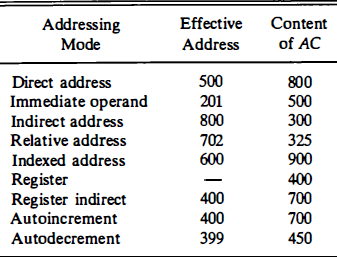 Addressing Effective Content
Mode Address of AC
Direct address 500 800
Immediate operand 201 500
Indirect address 800 300
Relative address 702 325
Indexed address 600 900
Register — 400
Register indirect 400 700
Autoincrement 400 700
Autodecrement 399 450